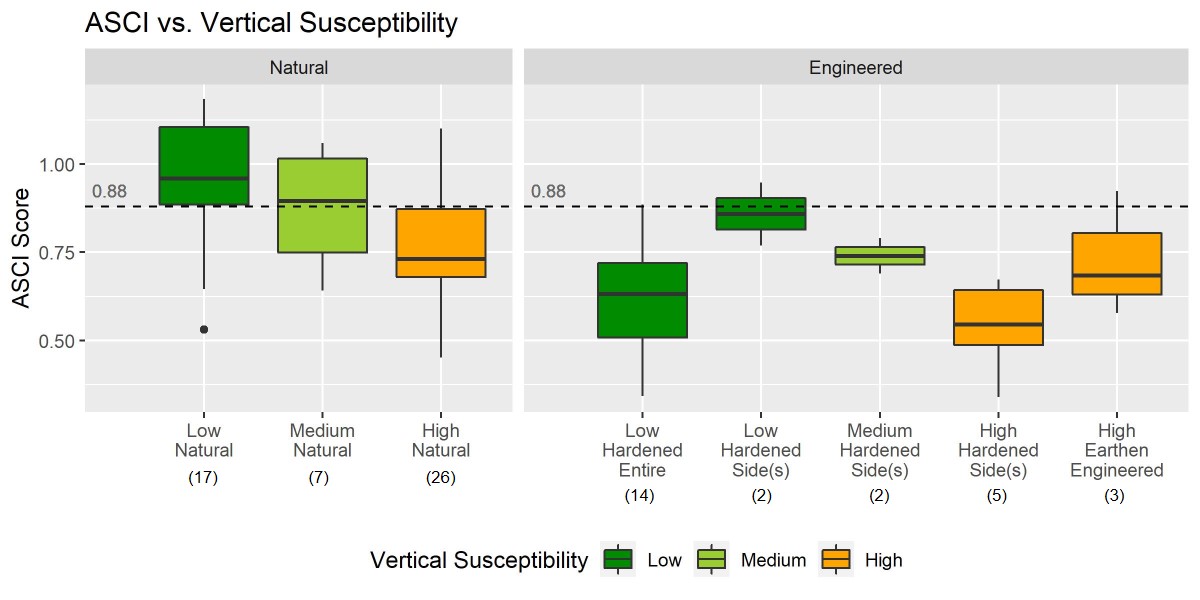 ASCI vs. Vertical Susceptibility
Natural
Engineered
ASCI Score
1.00
0.75
0.50
0.88
0.88
Low
Natural
(17)
Medium
Natural
(7)
High
Natural
(26)
Low
Hardened
Entire
(14)
Low
Hardened
Side(s)
(2)
Medium
Hardened
Side(s)
(2)
High
Hardened
Side(s)
(5)
High
Earthen
Engineered
(3)
Vertical Susceptibility Low Medium High